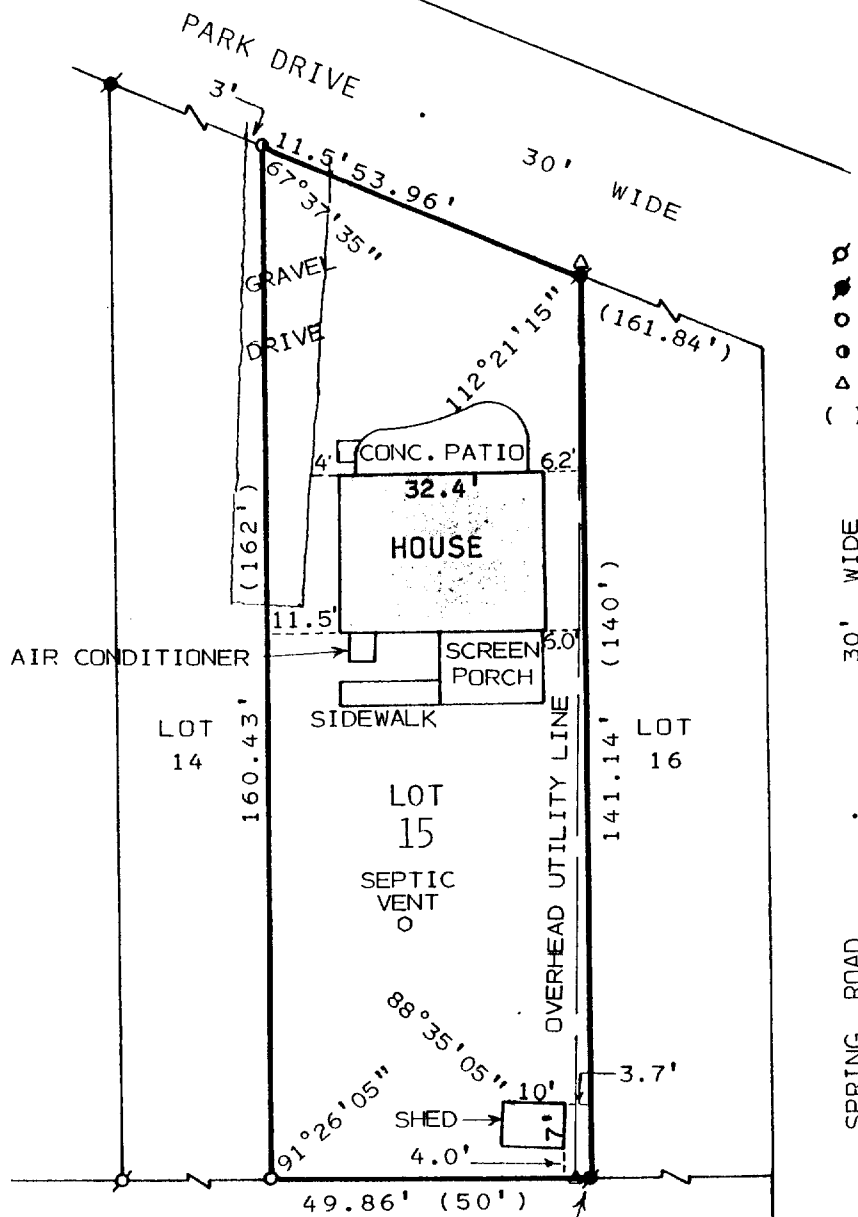 PARK DRIVE
30' WIDE
3'
11.5' 53.96'
67°37'35"
GRAVEL
DRIVE
(161.84')
112°21'15"
( )
CONC. PATIO
4'
6.2'
32.4'
HOUSE
(162')
(140')
30' WIDE
11.5'
6.0'
AIR CONDITIONER
SCREEN
PORCH
SIDEWALK
LOT
14
160.43'
LOT
15
OVERHEAD UTILITY LINE
141.14'
LOT
16
SEPTIC
VENT
SPRING ROAD
88°35'05"
91°26'05"
3.7'
10'
SHED
7'
4.0'
49.86' (50')